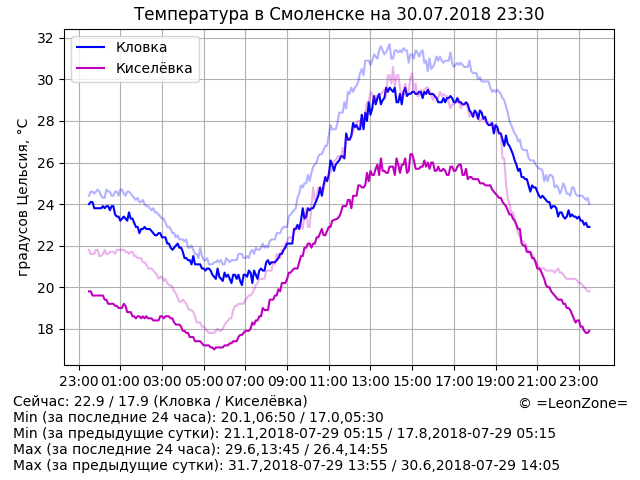 Температура в Смоленске на 30.07.2018 23:30
Кловка
Киселёвка
градусов Цельсия, °C
32
30
28
26
24
22
20
18
23:00 01:00 03:00 05:00 07:00 09:00 11:00 13:00 15:00 17:00 19:00 21:00 23:00
Сейчас: 22.9 / 17.9 (Кловка / Киселёвка)
© =LeonZone=
Min (за последние 24 часа): 20.1,06:50 / 17.0,05:30
Min (за предыдущие сутки): 21.1,2018-07-29 05:15 / 17.8,2018-07-29 05:15
Max (за последние 24 часа): 29.6,13:45 / 26.4,14:55
Max (за предыдущие сутки): 31.7,2018-07-29 13:55 / 30.6,2018-07-29 14:05